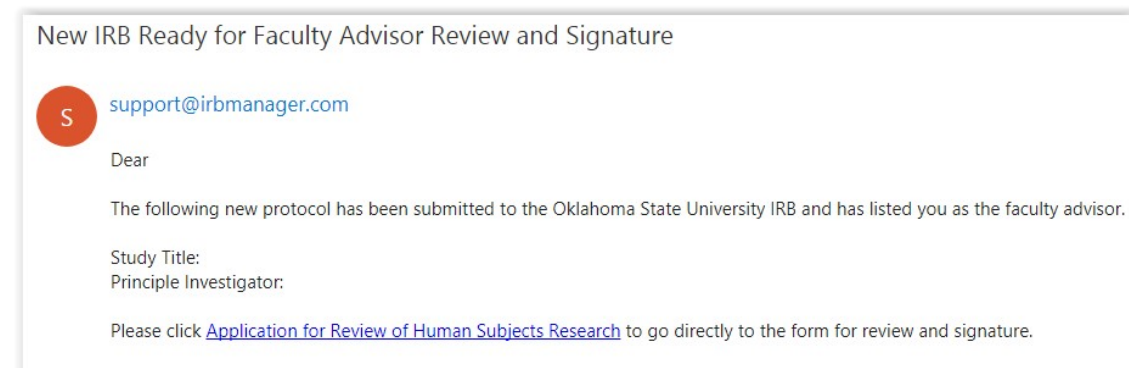 New IRB Ready for Faculty Advisor Review and Signature
S
support@irbmanager.com
Dear
The following new protocol has been submitted to the Oklahoma State University IRB and has listed you as the faculty advisor.
Study Title:
Principle Investigator:
Please click Application for Review of Human Subjects Research to go directly to the form for review and signature.